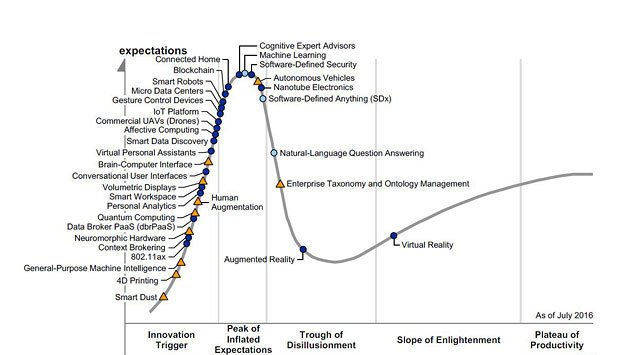 expectations
Cognitive Expert Advisors
Connected Home
Machine Learning
Blockchain
Software-Defined Security
Smart Robots
Autonomous Vehicles
Micro Data Centers
Nanotube Electronics
Gesture Control Devices
Software-Defined Anything (SDx)
IoT Platform
Commercial UAVs (Drones)
Affective Computing
Smart Data Discovery
Virtual Personal Assistants
Natural-Language Question Answering
Brain-Computer Interface
Conversational User Interfaces
Volumetric Displays
Enterprise Taxonomy and Ontology Management
Smart Workspace
Personal Analytics
Human
Augmentation
Quantum Computing
Data Broker PaaS (dbrPaaS)
Neuromorphic Hardware
Context Brokering
Virtual Reality
802.11ax
Augmented Reality
General-Purpose Machine Intelligence
4D Printing
Smart Dust
As of July 2016
Innovation
Trigger
Peak of
Inflated
Expectations
Trough of
Disillusionment
Slope of Enlightenment
Plateau of
Productivity